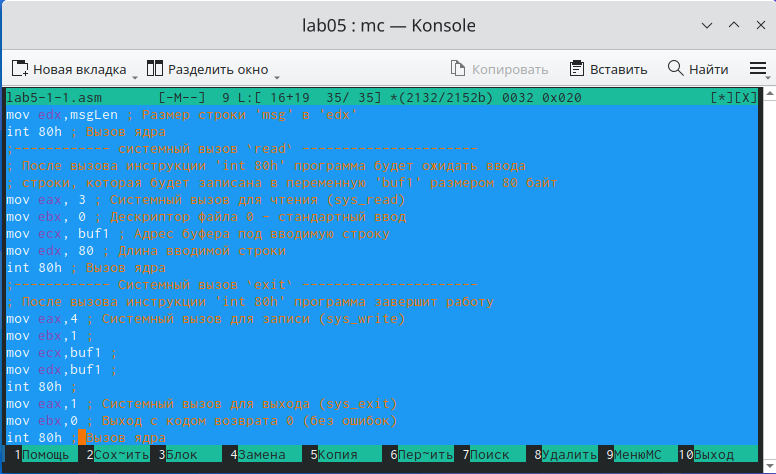 lab05 : mc — Konsole
Новая вкладка Разделить окно Копировать Вставить Найти
lab5-1-1.asm [-M--] 9 L:[ 16+19 35/ 35] *(2132/2152b) 0032 0x020 [*][X]
mov edx,msgLen ; Размер строки 'msg' в 'edx'
int 80h ; Вызов ядра
;------------ системный вызов `read` ----------------------
; После вызова инструкции 'int 80h' программа будет ожидать ввода
; строки, которая будет записана в переменную 'buf1' размером 80 байт
mov eax, 3 ; Системный вызов для чтения (sys_read)
mov ebx, 0 ; Дескриптор файла 0 - стандартный ввод
mov ecx, buf1 ; Адрес буфера под вводимую строку
mov edx, 80 ; Длина вводимой строки
int 80h ; Вызов ядра
;------------ Системный вызов `exit` ----------------------
; После вызова инструкции 'int 80h' программа завершит работу
mov eax,4 ; Системный вызов для записи (sys_write)
mov ebx,1 ;
mov ecx,buf1 ;
mov edx,buf1 ;
int 80h ;
mov eax,1 ; Системный вызов для выхода (sys_exit)
mov ebx,0 ; Выход с кодом возврата 0 (без ошибок)
int 80h ; Вызов ядра
1Помощь 2Сох~ить 3Блок 4Замена 5Копия 6Пер~ить 7Поиск 8Удалить 9МенюМС 10Выход